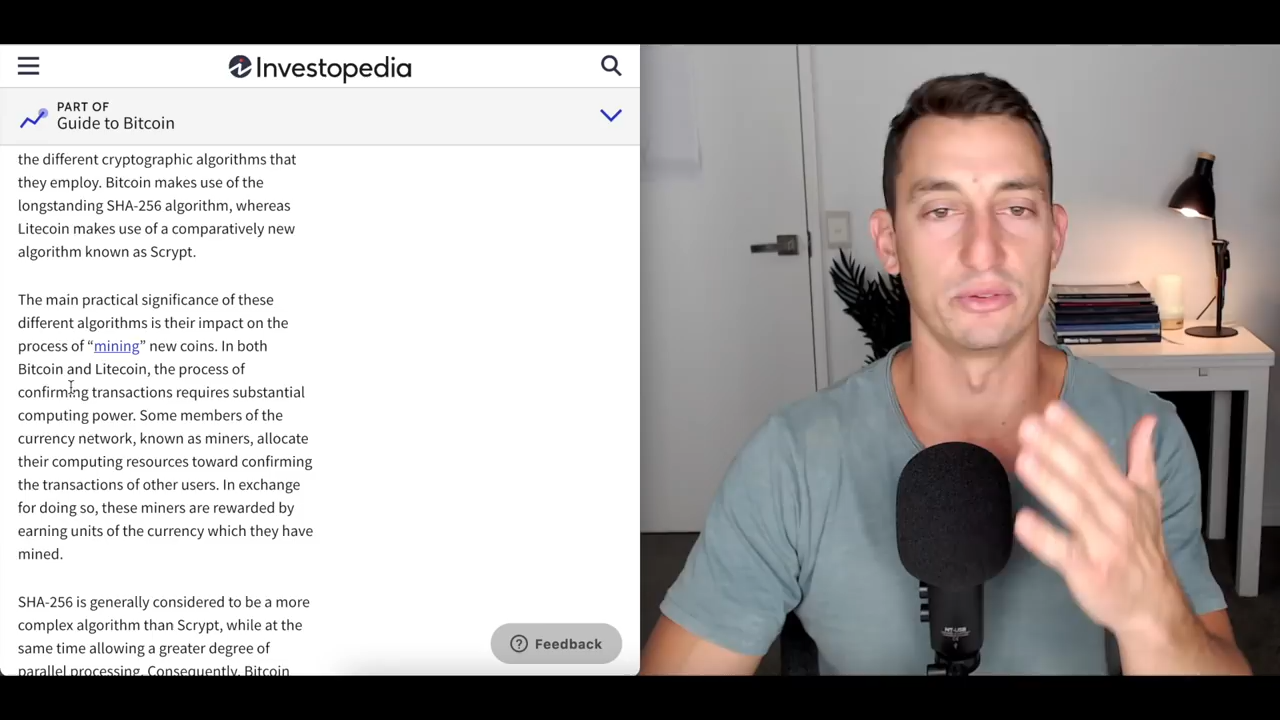 Investopedia
PART OF
Guide to Bitcoin
the different cryptographic algorithms that
they employ. Bitcoin makes use of the
longstanding SHA-256 algorithm, whereas
Litecoin makes use of a comparatively new
algorithm known as Scrypt.
The main practical significance of these
different algorithms is their impact on the
process of “mining” new coins. In both
Bitcoin and Litecoin, the process of
confirming transactions requires substantial
computing power. Some members of the
currency network, known as miners, allocate
their computing resources toward confirming
the transactions of other users. In exchange
for doing so, these miners are rewarded by
earning units of the currency which they have
mined.
SHA-256 is generally considered to be a more
complex algorithm than Scrypt, while at the
same time allowing a greater degree of
parallel processing. Consequently, Bitcoin
Feedback